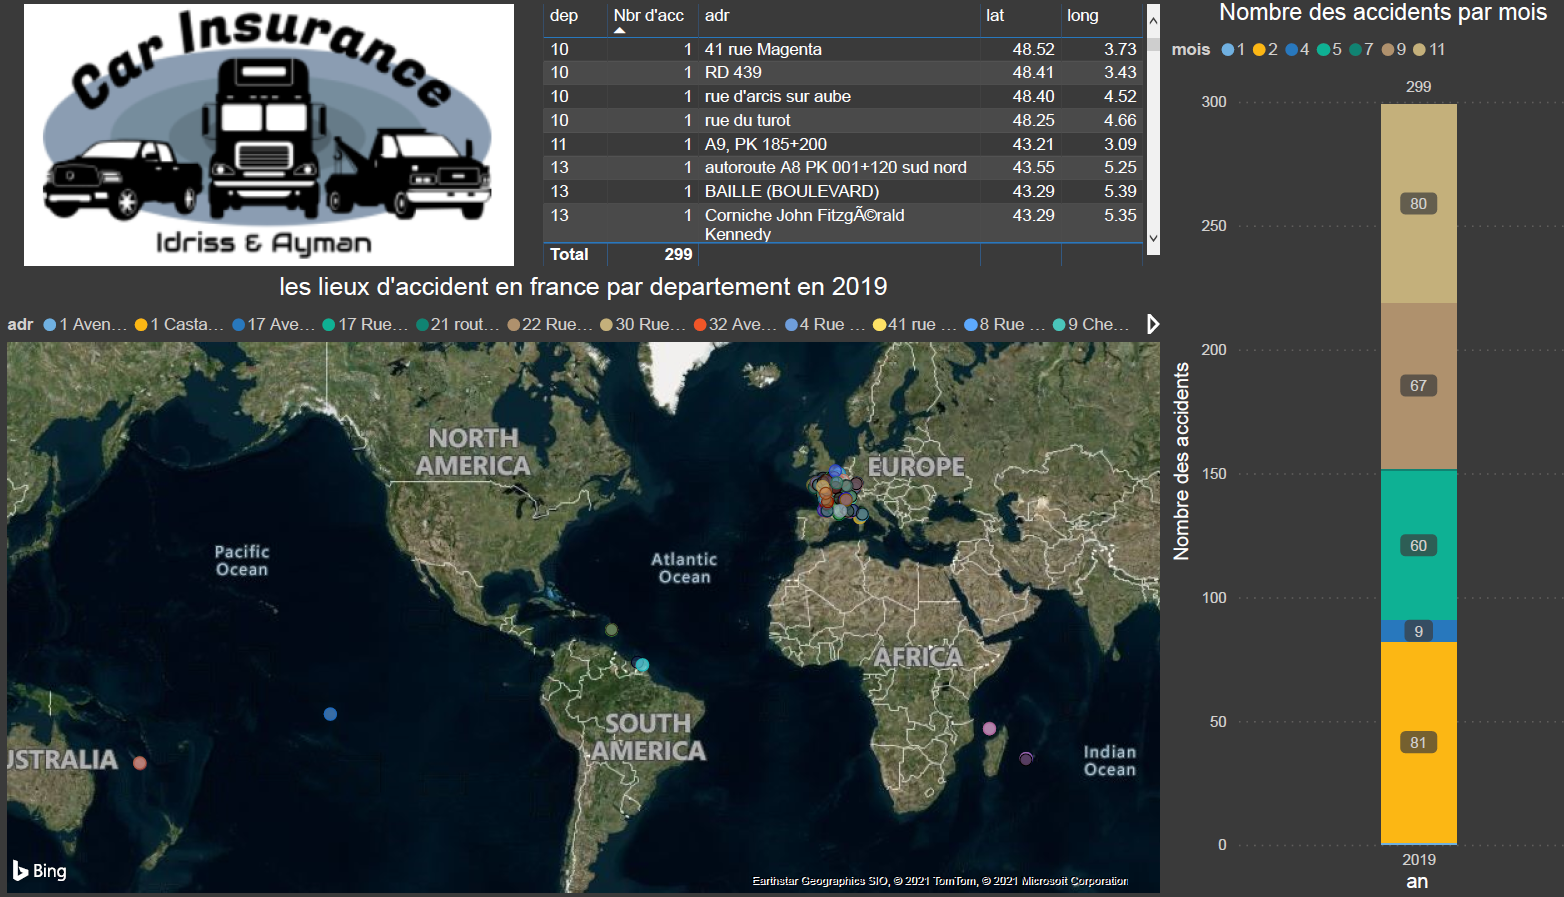 Car Insurance
Idriss & Ayman
dep Nbr d'acc adr lat long
10 1 41 rue Magenta 48.52 3.73
10 1 RD 439 48.41 3.43
10 1 rue d'arcis sur aube 48.40 4.52
10 1 rue du turot 48.25 4.66
11 1 A9, PK 185+200 43.21 3.09
13 1 autoroute A8 PK 001+120 sud nord 43.55 5.25
13 1 BAILLE (BOULEVARD) 43.29 5.39
13 1 Corniche John FitzgÃ©rald 43.29 5.35
Kennedy
Total 299
les lieux d'accident en france par departement en 2019
adr 1 Aven... 1 Casta... 17 Ave... 17 Rue... 21 rout... 22 Rue... 30 Rue... 32 Ave... 4 Rue ... 41 rue ... 8 Rue ... 9 Che...
NORTH
AMERICA
EUROPE
Pacific
Ocean
Atlantic
Ocean
AFRICA
SOUTH
AMERICA
USTRALIA
Indian
Ocean
Bing
Earthstar Geographics SIO, © 2021 TomTom, © 2021 Microsoft Corporation
Nombre des accidents par mois
mois 1 2 4 5 7 9 11
299
300
80
250
200
67
150
60
100
9
50
81
0
2019
an
Nombre des accidents